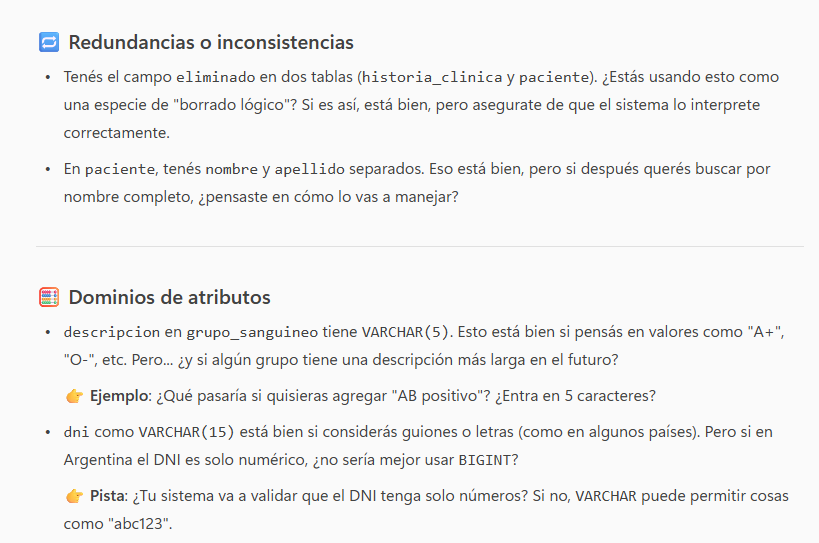 Redundancias o inconsistencias
• Tenés el campo eliminado en dos tablas (historia_clinica y paciente). ¿Estás usando esto como
una especie de "borrado lógico"? Si es así, está bien, pero asegurate de que el sistema lo interprete
correctamente.
• En paciente, tenés nombre y apellido separados. Eso está bien, pero si después querés buscar por
nombre completo, ¿pensaste en cómo lo vas a manejar?
Dominios de atributos
• descripcion en grupo_sanguineo tiene VARCHAR(5). Esto está bien si pensás en valores como "A+",
"O-", etc. Pero... ¿y si algún grupo tiene una descripción más larga en el futuro?
👉 Ejemplo: ¿Qué pasaría si quisieras agregar "AB positivo"? ¿Entra en 5 caracteres?
• dni como VARCHAR(15) está bien si considerás guiones o letras (como en algunos países). Pero si en
Argentina el DNI es solo numérico, ¿no sería mejor usar BIGINT?
👉 Pista: ¿Tu sistema va a validar que el DNI tenga solo números? Si no, VARCHAR puede permitir cosas
como "abc123".